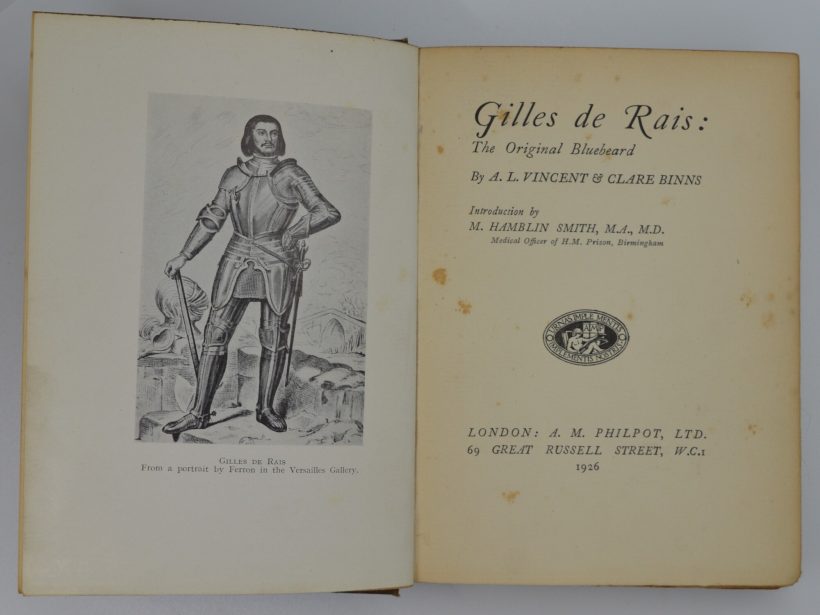 GILLES DE RAIS
From a portrait by Ferron in the Versailles Gallery.
Gilles de Rais:
The Original Bluebeard
By A. L. VINCENT & CLARE BINNS
Introduction by
M. HAMBLIN SMITH, M.A., M.D.
Medical Officer of H.M. Prison, Birmingham
LONDON: A. M. PHILPOT, LTD.
69 GREAT RUSSELL STREET, W.C.1
1926